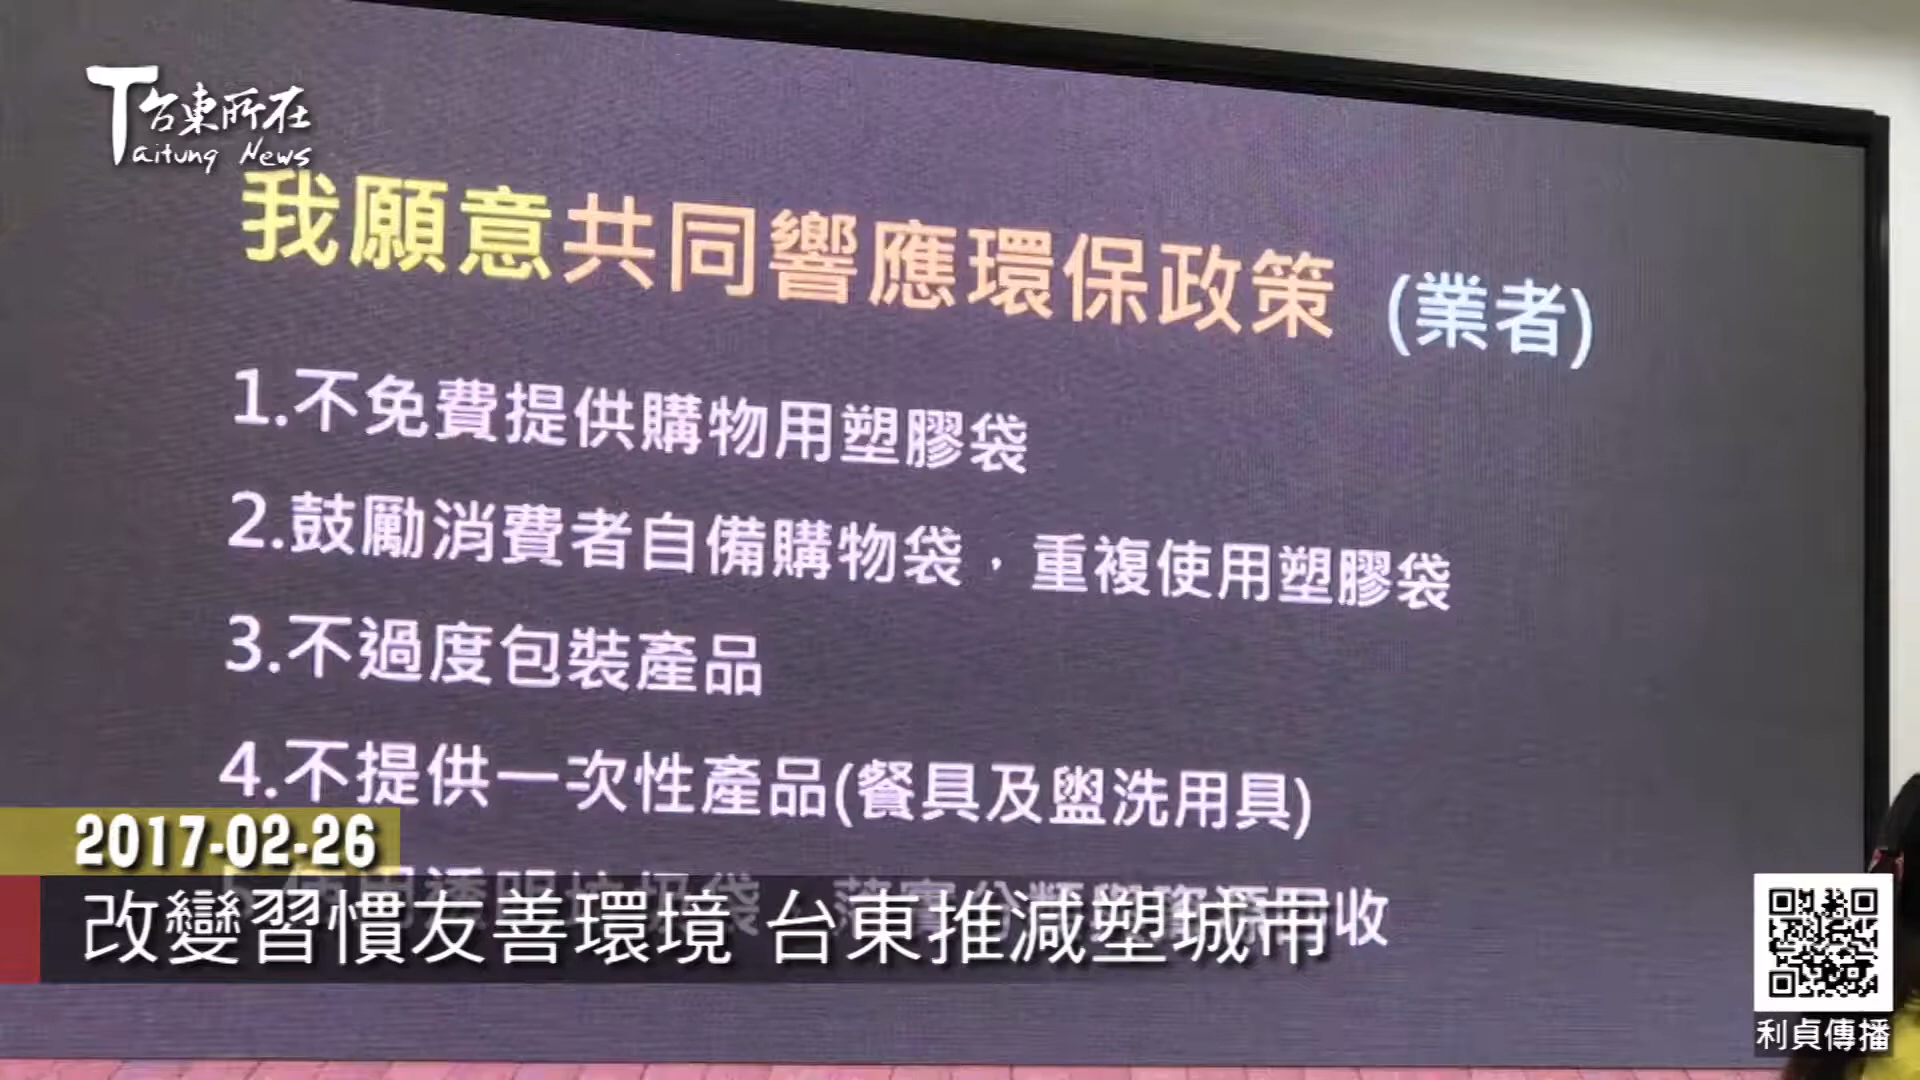 台東所在
Taitung News
我願意共同響應環保政策 (業者)
1.不免費提供購物用塑膠袋
2.鼓勵消費者自備購物袋，重複使用塑膠袋
3.不過度包裝產品
4.不提供一次性產品(餐具及盥洗用具)
2017-02-26
改變習慣友善環境 台東推減塑城市
收
利貞傳播